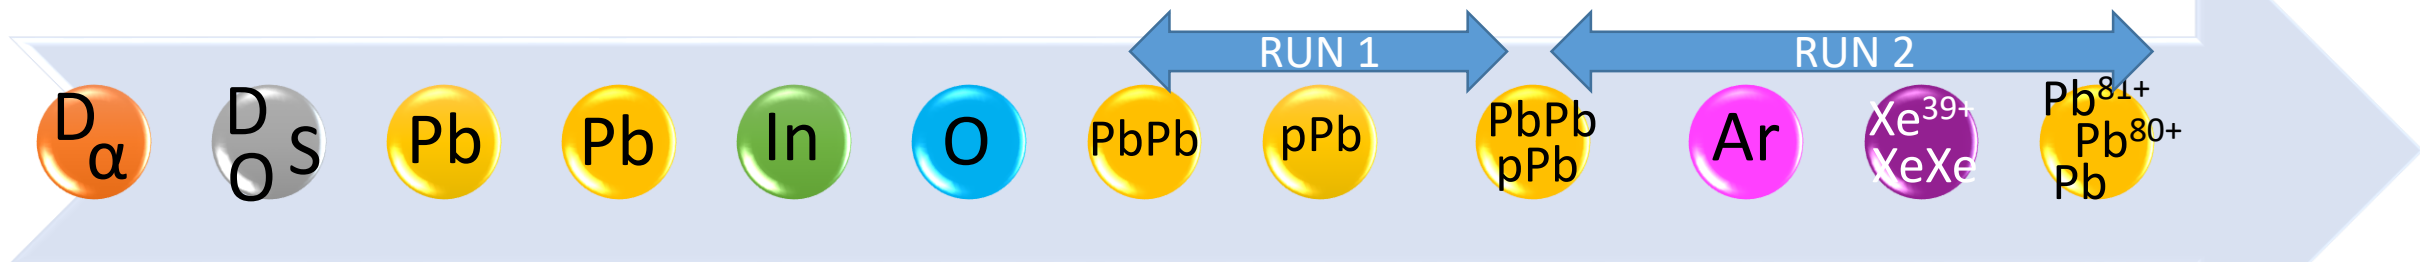 RUN 1
RUN 2
D
α
D
O
S
Pb
Pb
In
O
PbPb
pPb
PbPb
pPb
Ar
Xe³⁹⁺
XeXe
Pb⁸¹⁺
Pb⁸⁰⁺
Pb